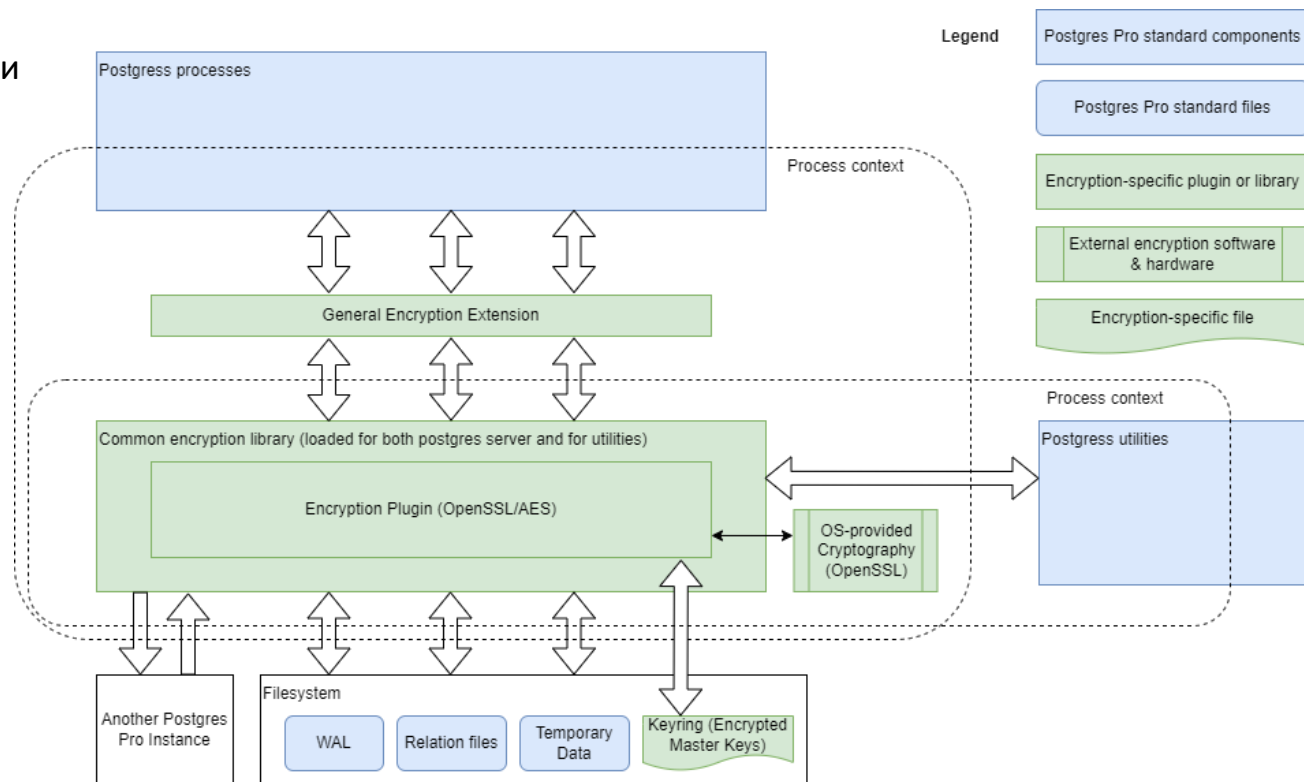 и
Legend
Postgres Pro standard components
Postgres Pro standard files
Encryption-specific plugin or library
External encryption software
& hardware
Encryption-specific file
Postgress processes
Process context
General Encryption Extension
Process context
Common encryption library (loaded for both postgres server and for utilities)
Encryption Plugin (OpenSSL/AES)
OS-provided
Cryptography
(OpenSSL)
Postgress utilities
Another Postgres
Pro Instance
Filesystem
WAL
Relation files
Temporary
Data
Keyring (Encrypted
Master Keys)